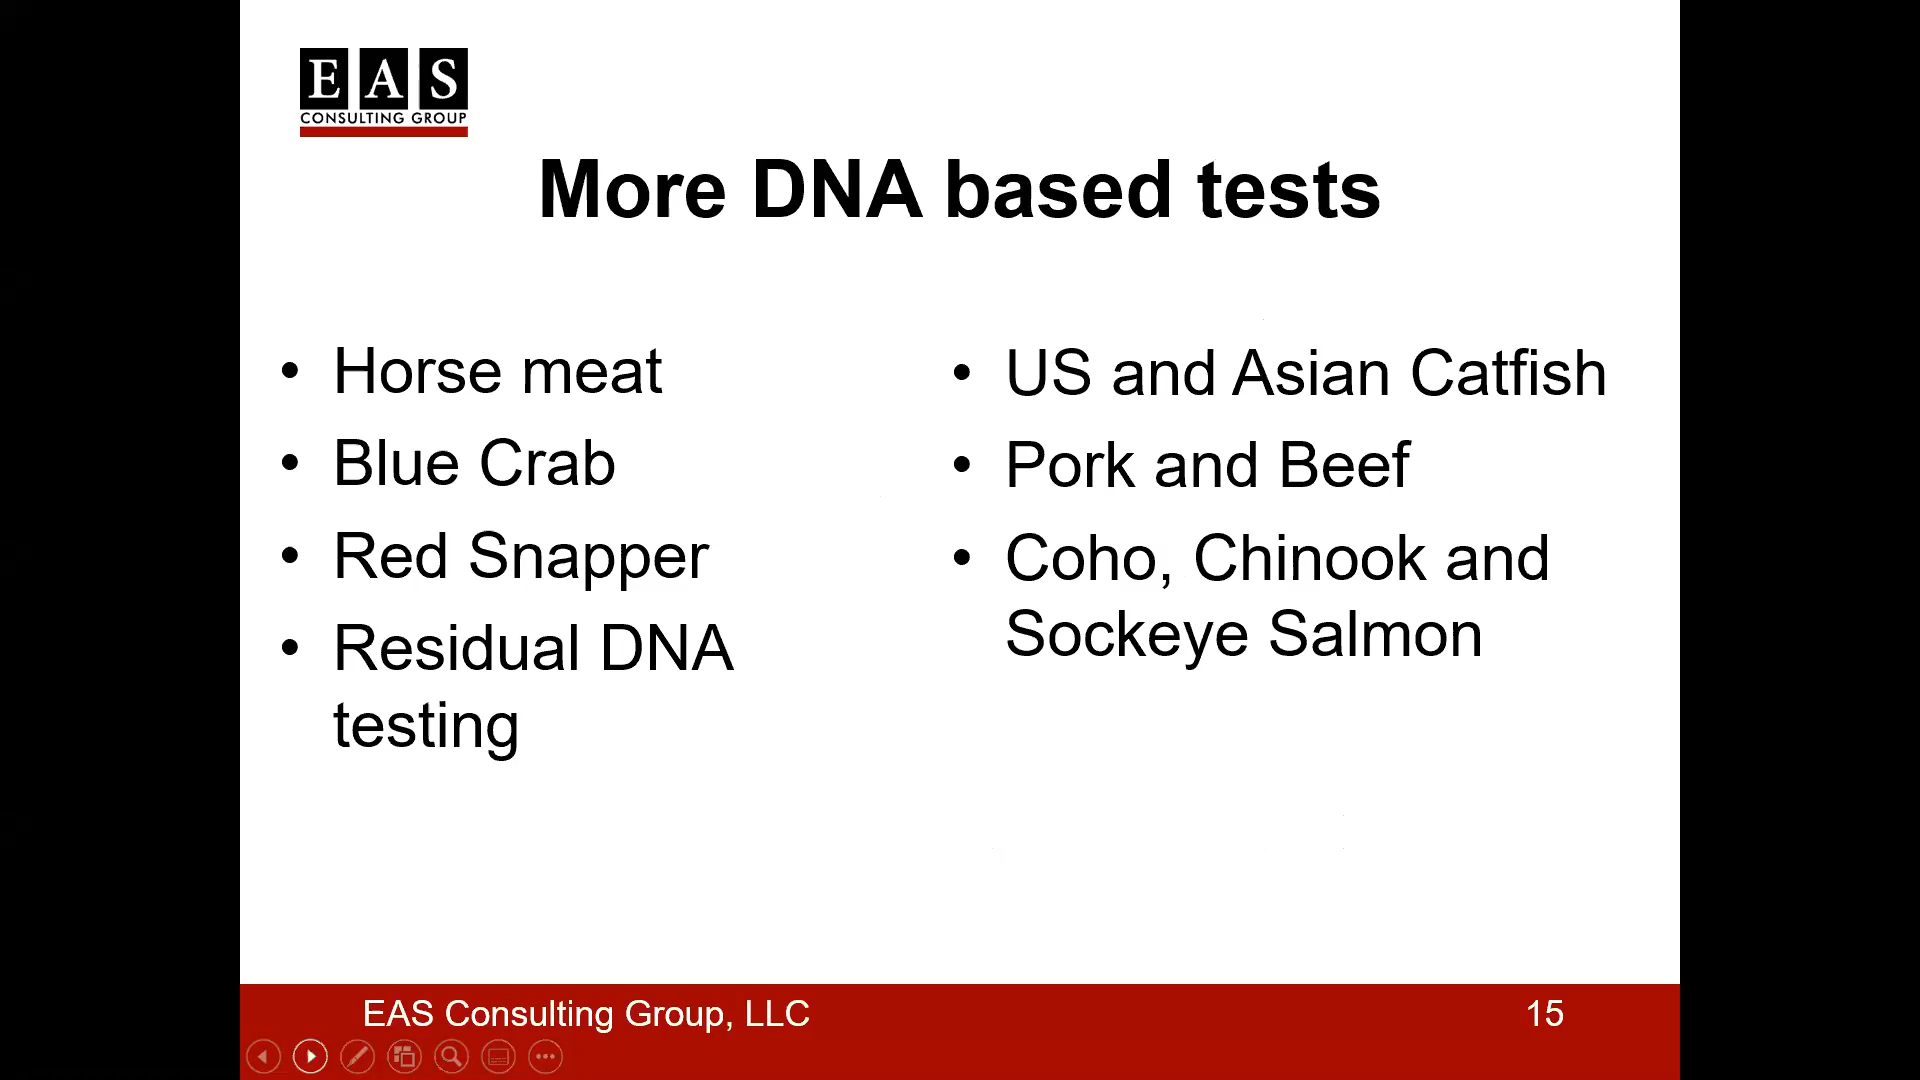 EAS
CONSULTING GROUP
More DNA based tests
• Horse meat
• Blue Crab
• Red Snapper
• Residual DNA
testing
• US and Asian Catfish
• Pork and Beef
• Coho, Chinook and
Sockeye Salmon
EAS Consulting Group, LLC
15